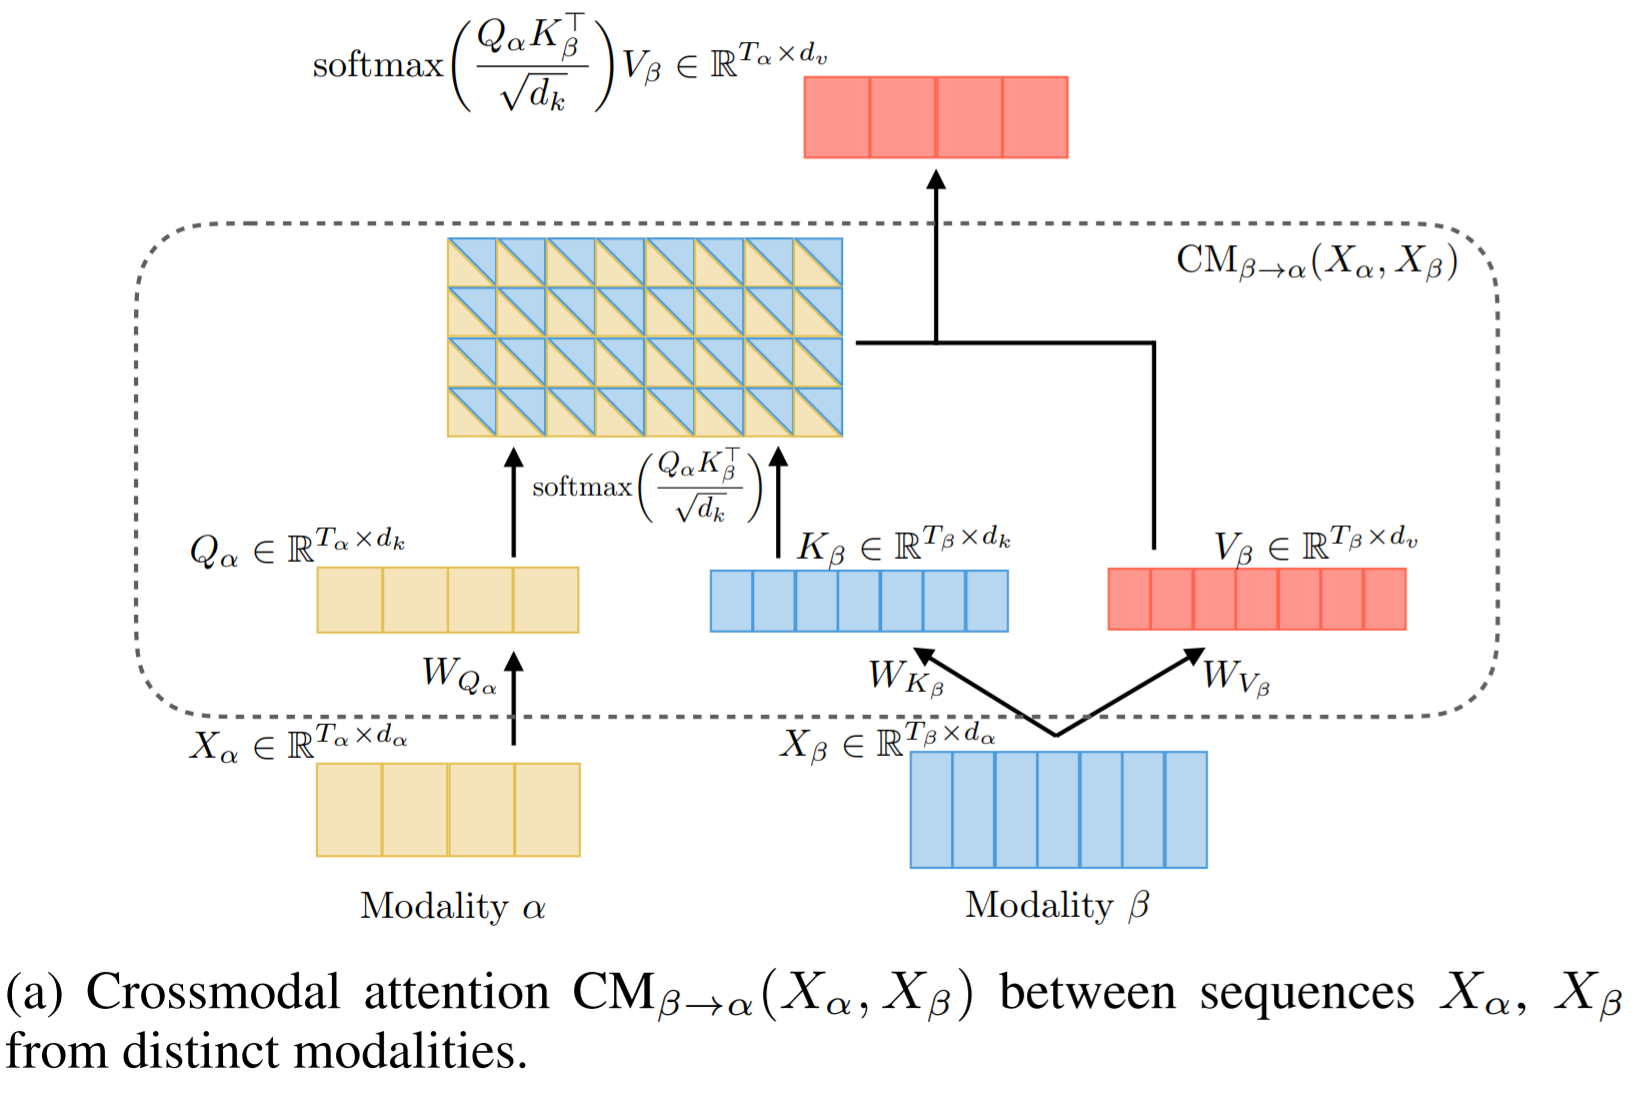 softmax(Q_α K_β^⊤ / √d_k) V_β ∈ ℝ^{T_α×d_v}
CM_{β→α}(X_α, X_β)
softmax(Q_α K_β^⊤ / √d_k)
Q_α ∈ ℝ^{T_α×d_k}
K_β ∈ ℝ^{T_β×d_k}
V_β ∈ ℝ^{T_β×d_v}
W_{Q_α}
W_{K_β}
W_{V_β}
X_α ∈ ℝ^{T_α×d_α}
X_β ∈ ℝ^{T_β×d_α}
Modality α
Modality β
(a) Crossmodal attention CM_{β→α}(X_α, X_β) between sequences X_α, X_β
from distinct modalities.